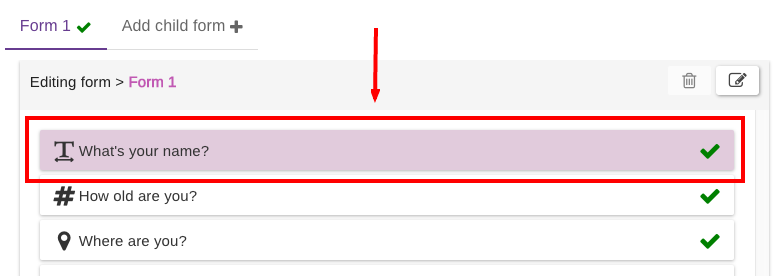 Form 1 Add child form
Editing form > Form 1
What's your name?
How old are you?
Where are you?